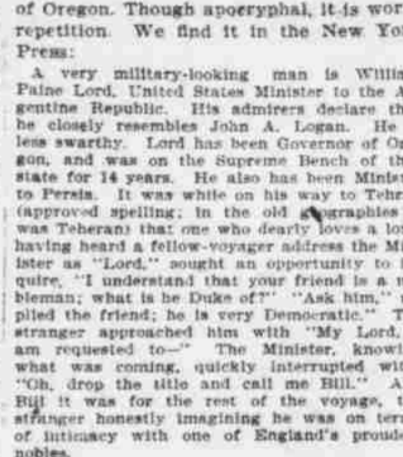 of Oregon. Though apocryphal, it is wor
repetition. We find it in the New Yo
Press:
A very military-looking man is Willia
Paine Lord, United States Minister to the A
gentine Republic. His admirers declare th
he closely resembles John A. Logan. He
less swarthy. Lord has been Governor of Or
gon, and was on the Supreme Bench of th
state for 14 years. He also has been Minis
to Persia. It was while on his way to Tehr
(approved spelling; in the old geographies
was Teheran) that one who dearly loves a lo
having heard a fellow-voyager address the Mi
ister as "Lord," sought an opportunity to i
quire, "I understand that your friend is a n
bleman; what is he Duke of?" "Ask him,"
plied the friend; he is very Democratic." T
stranger approached him with "My Lord,
am requested to—" The Minister, knowi
what was coming, quickly interrupted wit
"Oh, drop the title and call me Bill." A
Bill it was for the rest of the voyage, t
stranger honestly imagining he was on ter
of intimacy with one of England's proude
nobles.